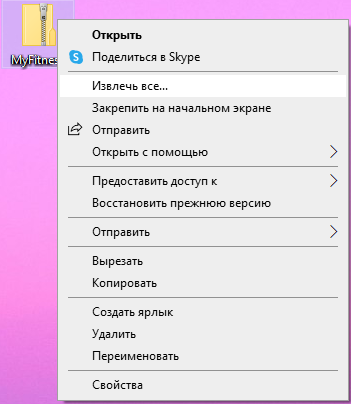 MyFitnes
Открыть
Поделиться в Skype
Извлечь все...
Закрепить на начальном экране
Отправить
Открыть с помощью
Предоставить доступ к
Восстановить прежнюю версию
Отправить
Вырезать
Копировать
Создать ярлык
Удалить
Переименовать
Свойства